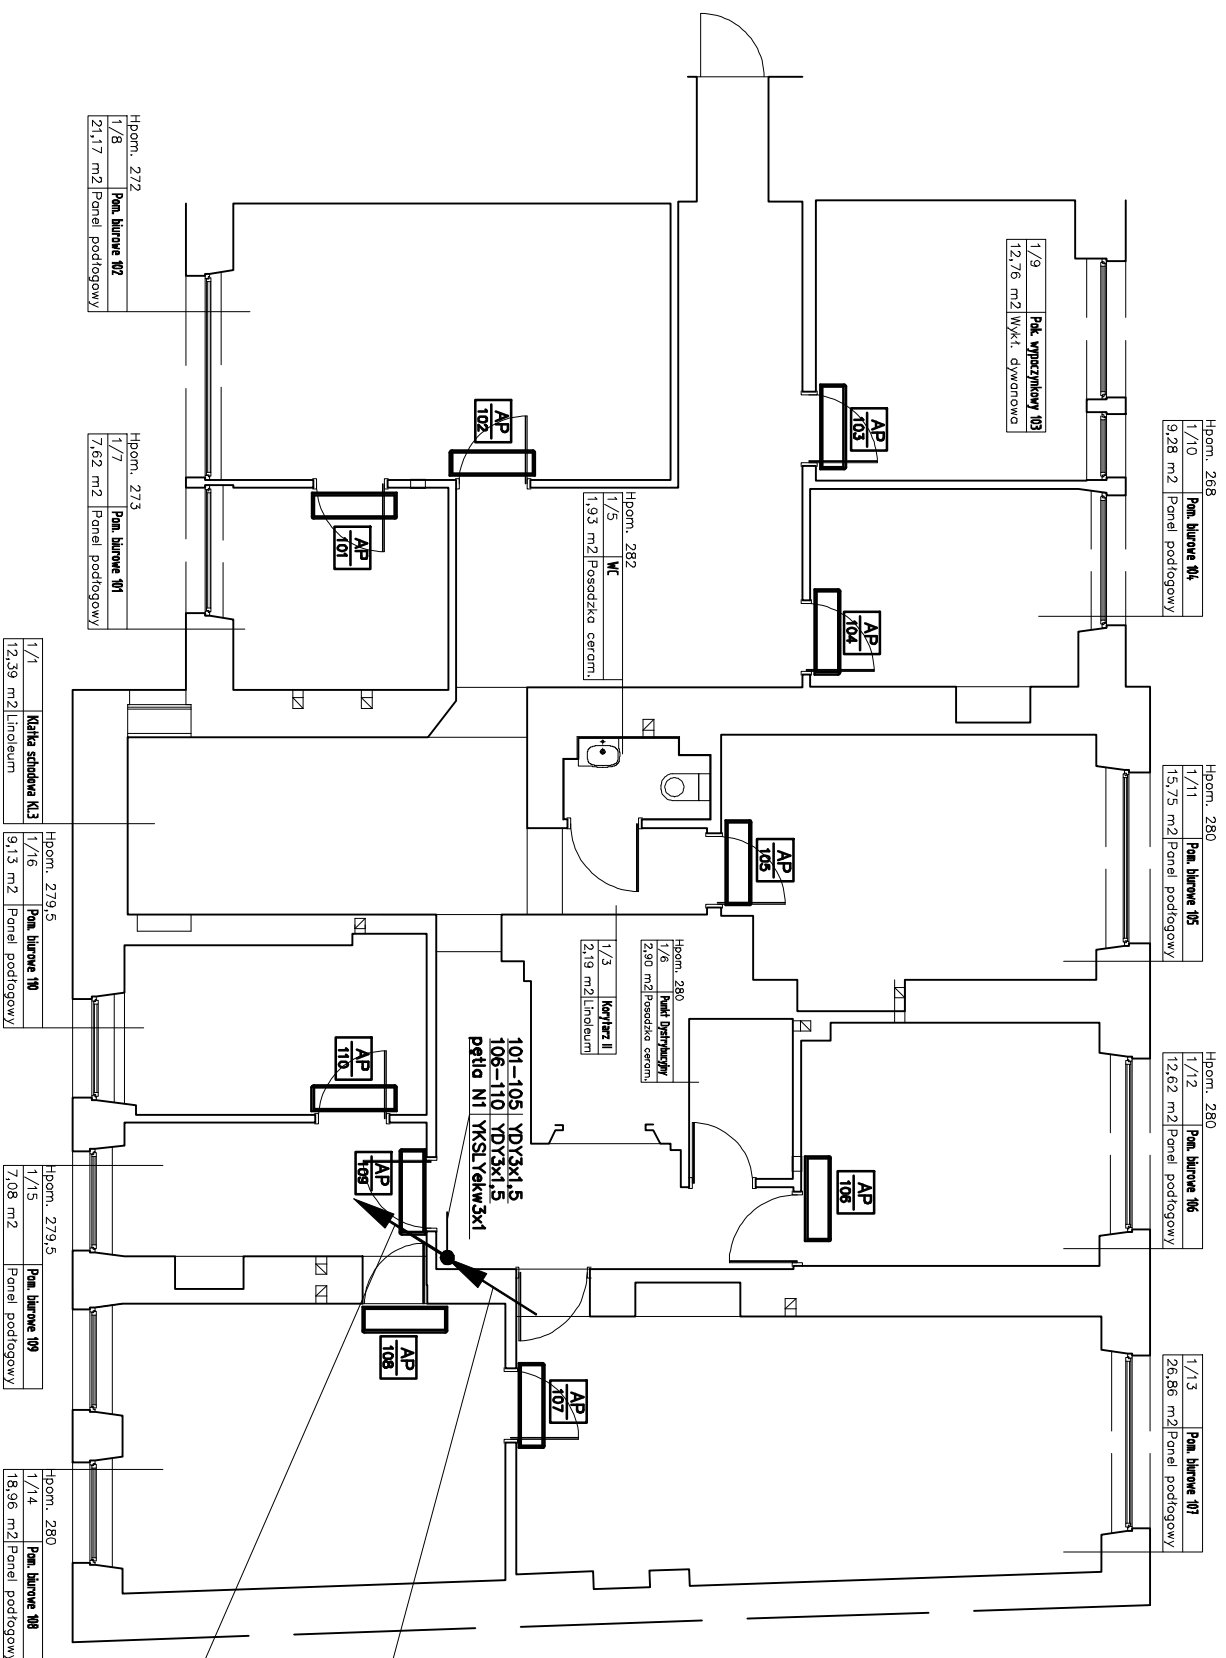 Hpom. 268
1/10 Pom. biurowe 104
9,28 m2 Panel podłogowy
Hpom. 280
1/11 Pom. biurowe 105
15,75 m2 Panel podłogowy
Hpom. 280
1/12 Pom. biurowe 106
12,62 m2 Panel podłogowy
1/13 Pom. biurowe 107
26,86 m2 Panel podłogowy
1/9 Pok. wypoczynkowy 103
12,76 m2 Wykł. dywanowa
AP
103
AP
104
AP
105
AP
106
AP
107
Hpom. 282
1/5 WC
1,93 m2 Posadzka ceram.
Hpom. 280
1/6 Punkt Dystrybucyjny
2,90 m2 Posadzka ceram.
1/3 Korytarz II
2,19 m2 Linoleum
101-105 YDY3x1,5
106-110 YDY3x1,5
pętla N1 YKSLYekw3x1
AP
102
AP
101
AP
110
AP
109
AP
108
Hpom. 272
1/8 Pom. biurowe 102
21,17 m2 Panel podłogowy
Hpom. 273
1/7 Pom. biurowe 101
7,62 m2 Panel podłogowy
1/1 Klatka schodowa Kl.3
12,39 m2 Linoleum
Hpom. 279,5
1/16 Pom. biurowe 110
9,13 m2 Panel podłogowy
Hpom. 279,5
1/15 Pom. biurowe 109
7,08 m2 Panel podłogowy
Hpom. 280
1/14 Pom. biurowe 108
18,96 m2 Panel podłogowy